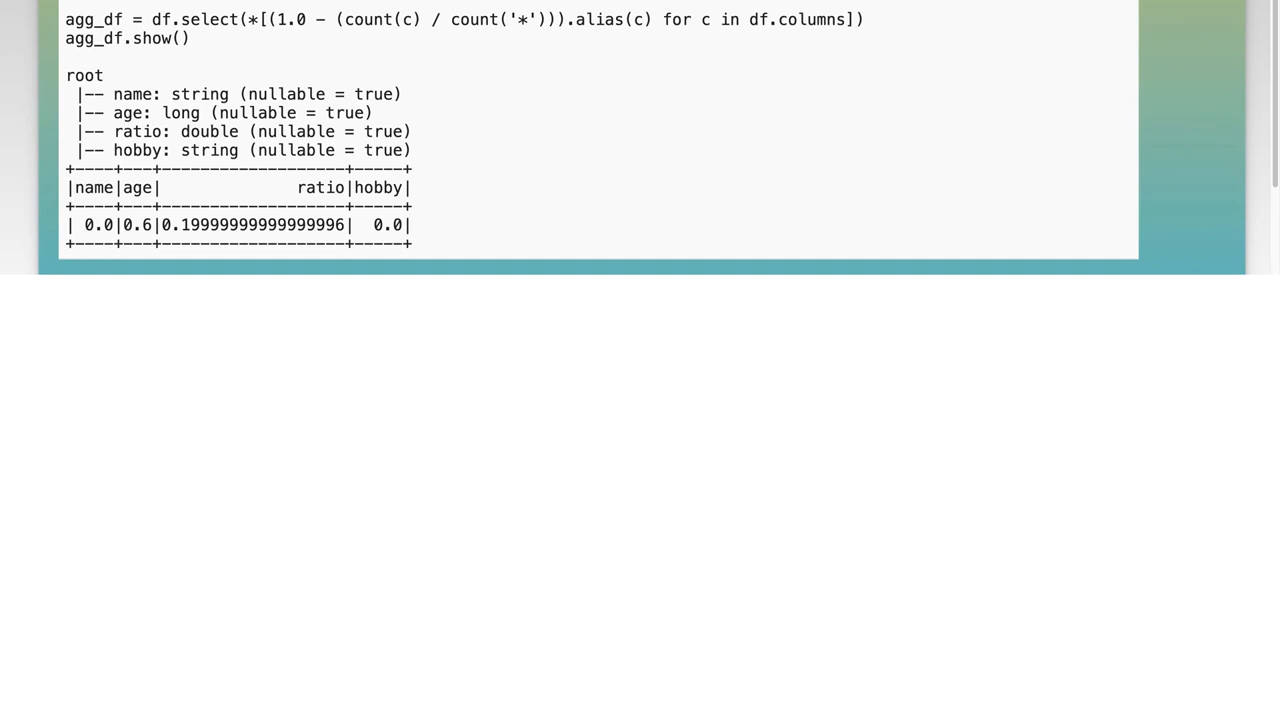 agg_df = df.select(*[(1.0 - (count(c) / count('*'))).alias(c) for c in df.columns])
agg_df.show()
root
 |-- name: string (nullable = true)
 |-- age: long (nullable = true)
 |-- ratio: double (nullable = true)
 |-- hobby: string (nullable = true)
+----+---+-------------------+-----+
|name|age|              ratio|hobby|
+----+---+-------------------+-----+
| 0.0|0.6|0.19999999999999996|  0.0|
+----+---+-------------------+-----+